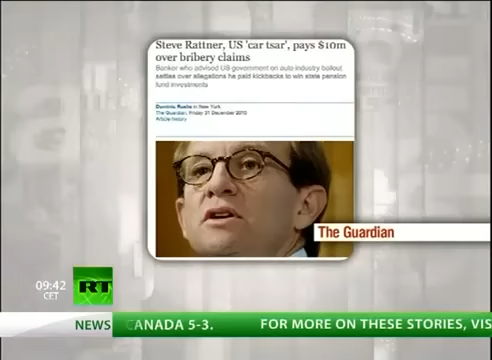 Steve Rattner, US 'car tsar', pays $10m
over bribery claims
Banker who advised US government on auto industry bailout
settles over allegations he paid kickbacks to win state pension
fund investments
Dominic Rushe in New York
The Guardian, Friday 31 December 2010
Article history
The Guardian
09:42
CET
RT
NEWS
CANADA 5-3.
FOR MORE ON THESE STORIES, VIS